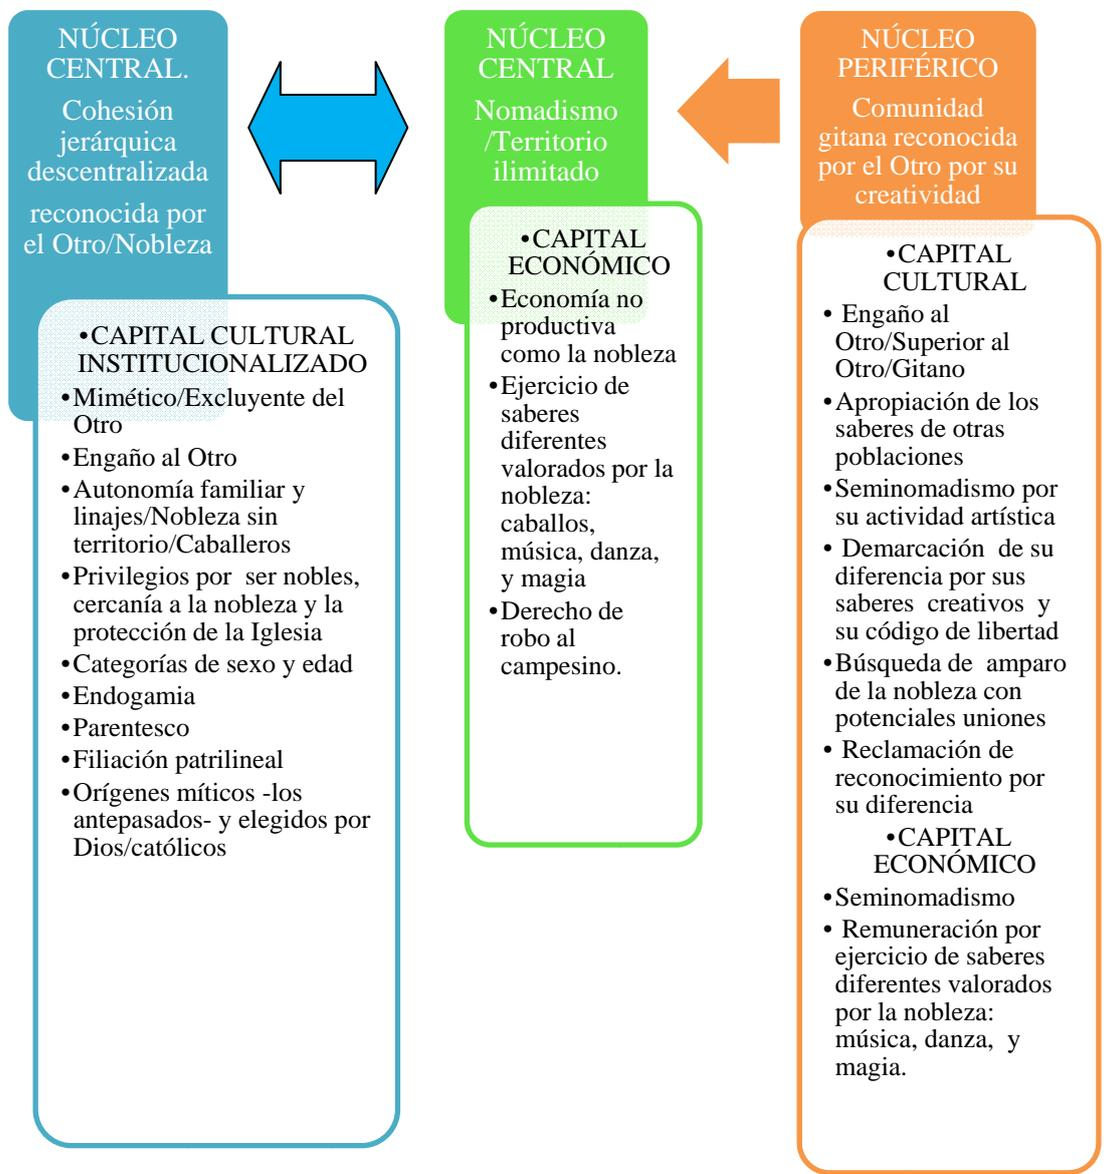 NÚCLEO
CENTRAL.
Cohesión
jerárquica
descentralizada
reconocida por
el Otro/Nobleza
•CAPITAL CULTURAL
INSTITUCIONALIZADO
•Mimético/Excluyente del
Otro
•Engaño al Otro
•Autonomía familiar y
linajes/Nobleza sin
territorio/Caballeros
•Privilegios por ser nobles,
cercanía a la nobleza y la
protección de la Iglesia
•Categorías de sexo y edad
•Endogamia
•Parentesco
•Filiación patrilineal
•Orígenes míticos -los
antepasados- y elegidos por
Dios/católicos
NÚCLEO
CENTRAL
Nomadismo
/Territorio
ilimitado
•CAPITAL
ECONÓMICO
•Economía no
productiva
como la nobleza
•Ejercicio de
saberes
diferentes
valorados por la
nobleza:
caballos,
música, danza,
y magia
•Derecho de
robo al
campesino.
NÚCLEO
PERIFÉRICO
Comunidad
gitana reconocida
por el Otro por su
creatividad
•CAPITAL
CULTURAL
• Engaño al
Otro/Superior al
Otro/Gitano
•Apropiación de los
saberes de otras
poblaciones
•Seminomadismo por
su actividad artística
• Demarcación de su
diferencia por sus
saberes creativos y
su código de libertad
•Búsqueda de amparo
de la nobleza con
potenciales uniones
• Reclamación de
reconocimiento por
su diferencia
•CAPITAL
ECONÓMICO
•Seminomadismo
• Remuneración por
ejercicio de saberes
diferentes valorados
por la nobleza:
música, danza, y
magia.